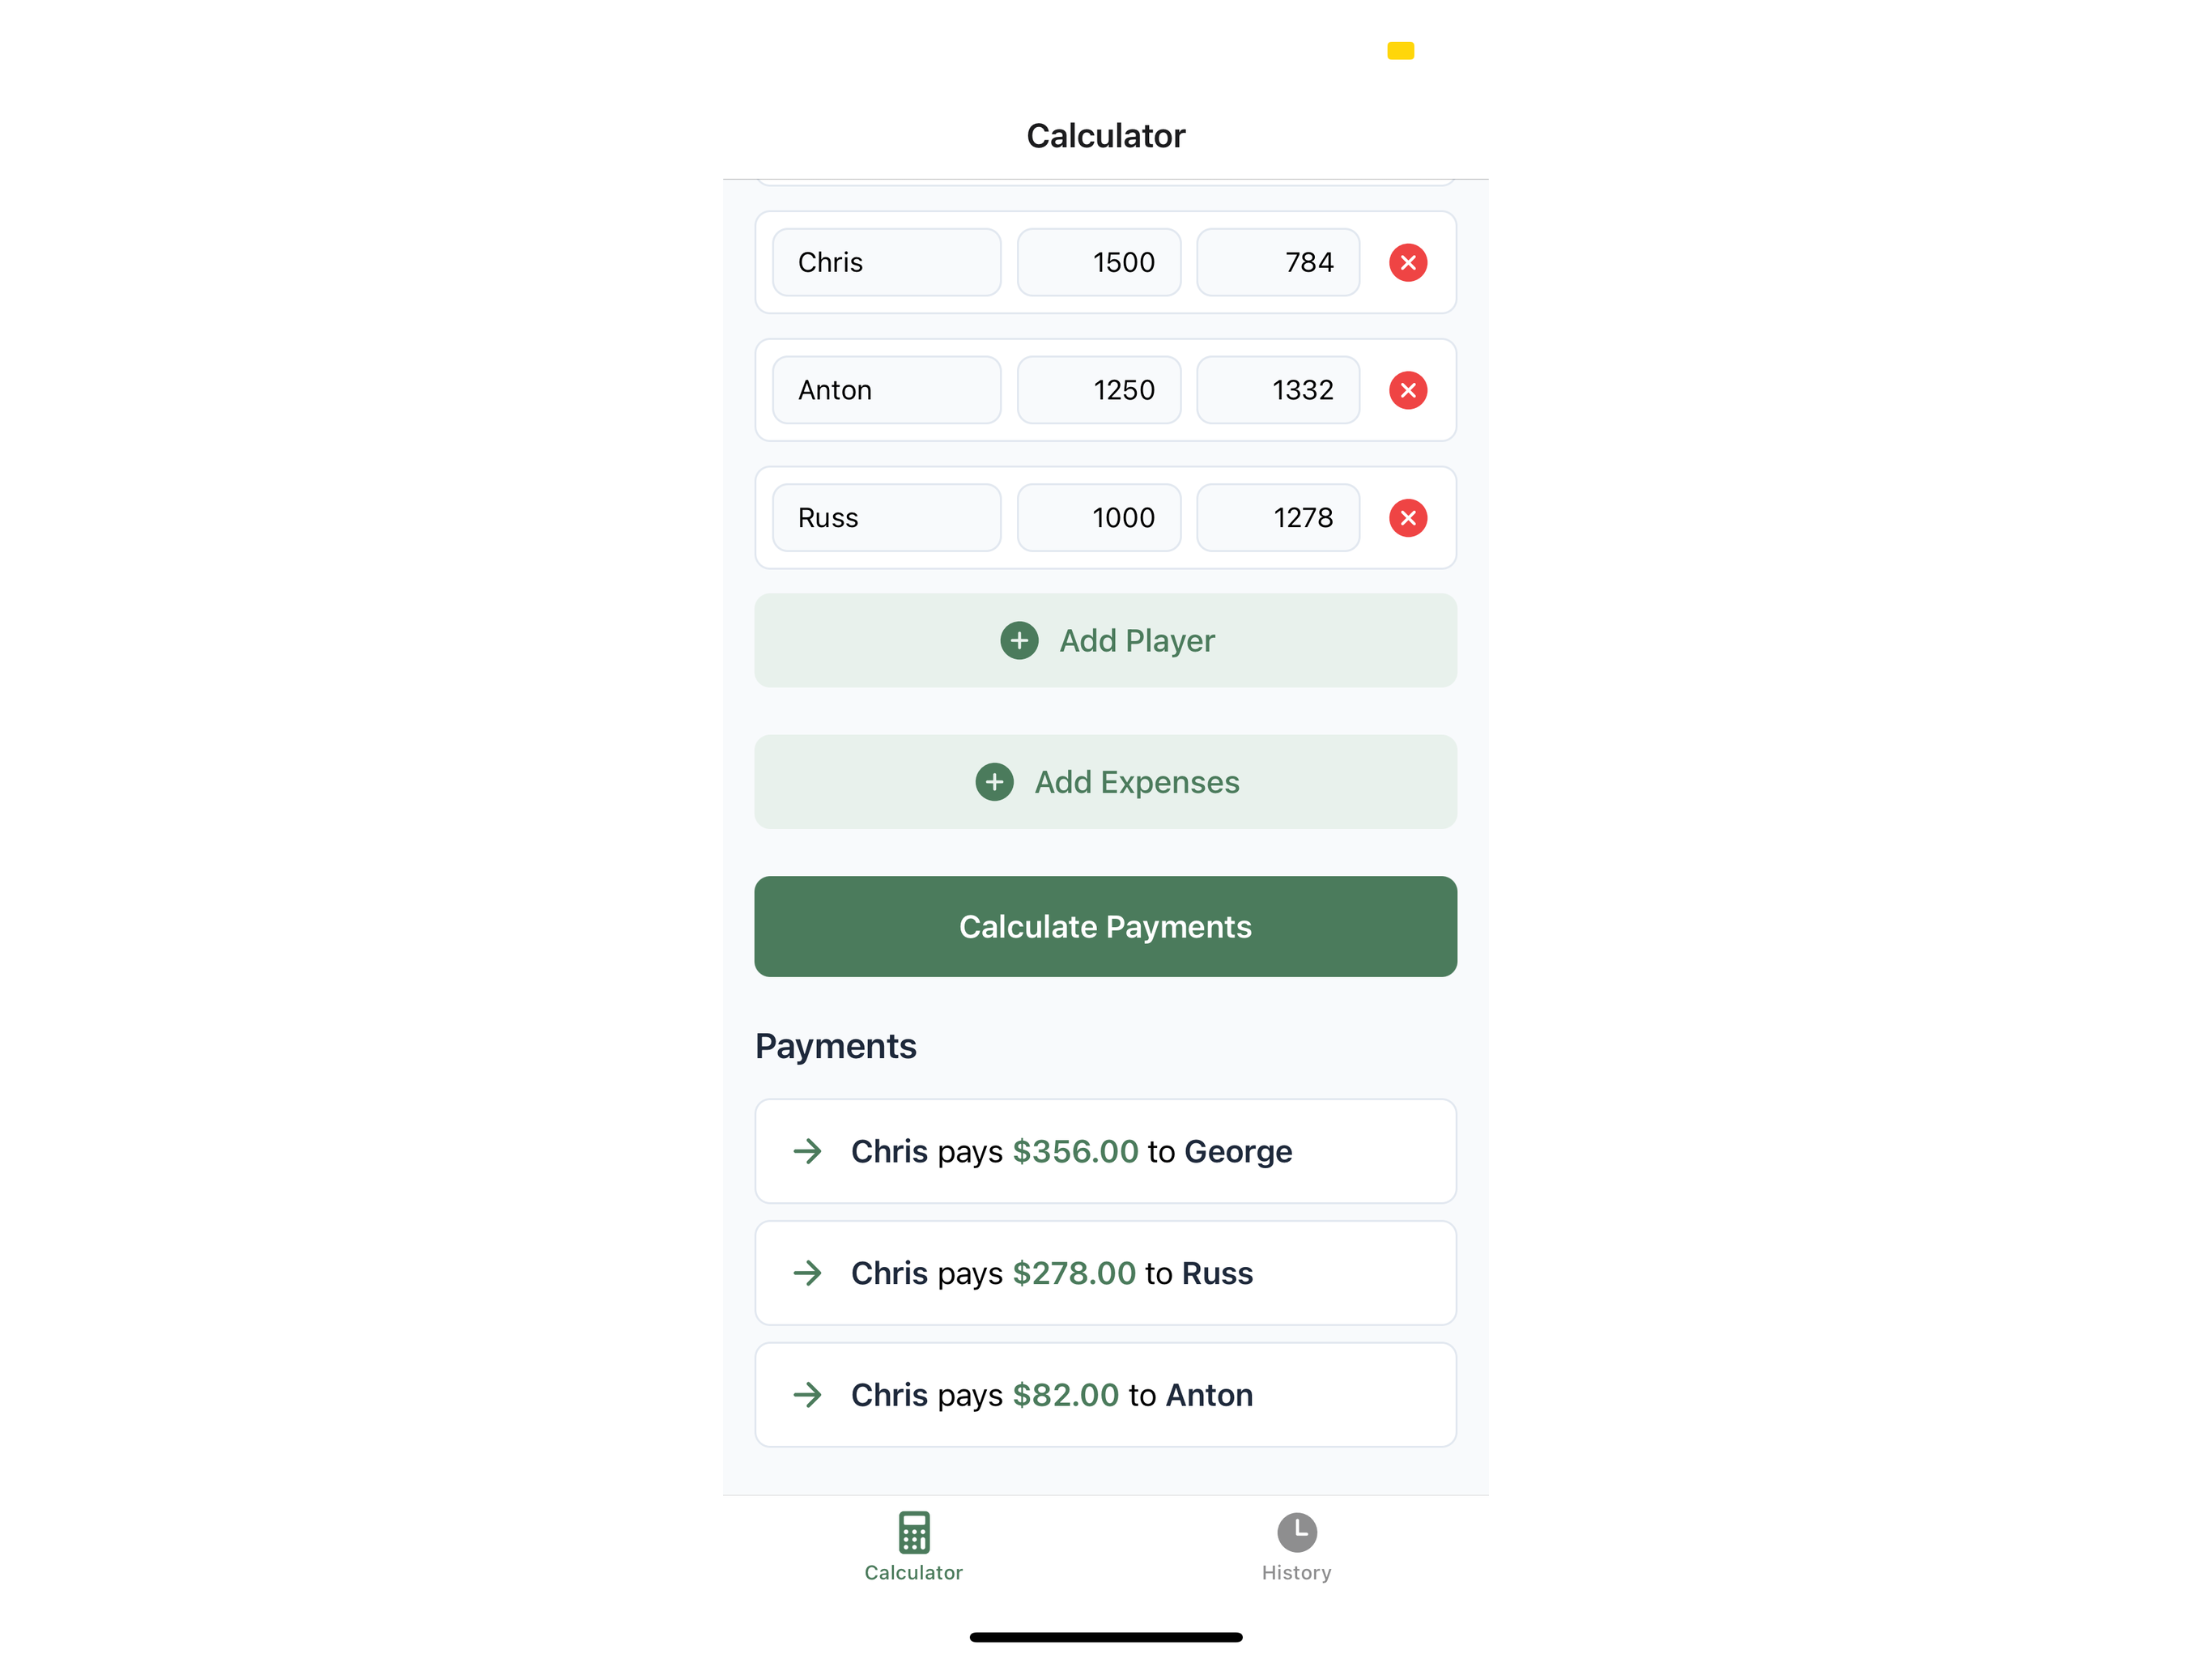 Calculator
Chris 1500 784
Anton 1250 1332
Russ 1000 1278
Add Player
Add Expenses
Calculate Payments
Payments
Chris pays $356.00 to George
Chris pays $278.00 to Russ
Chris pays $82.00 to Anton
Calculator History